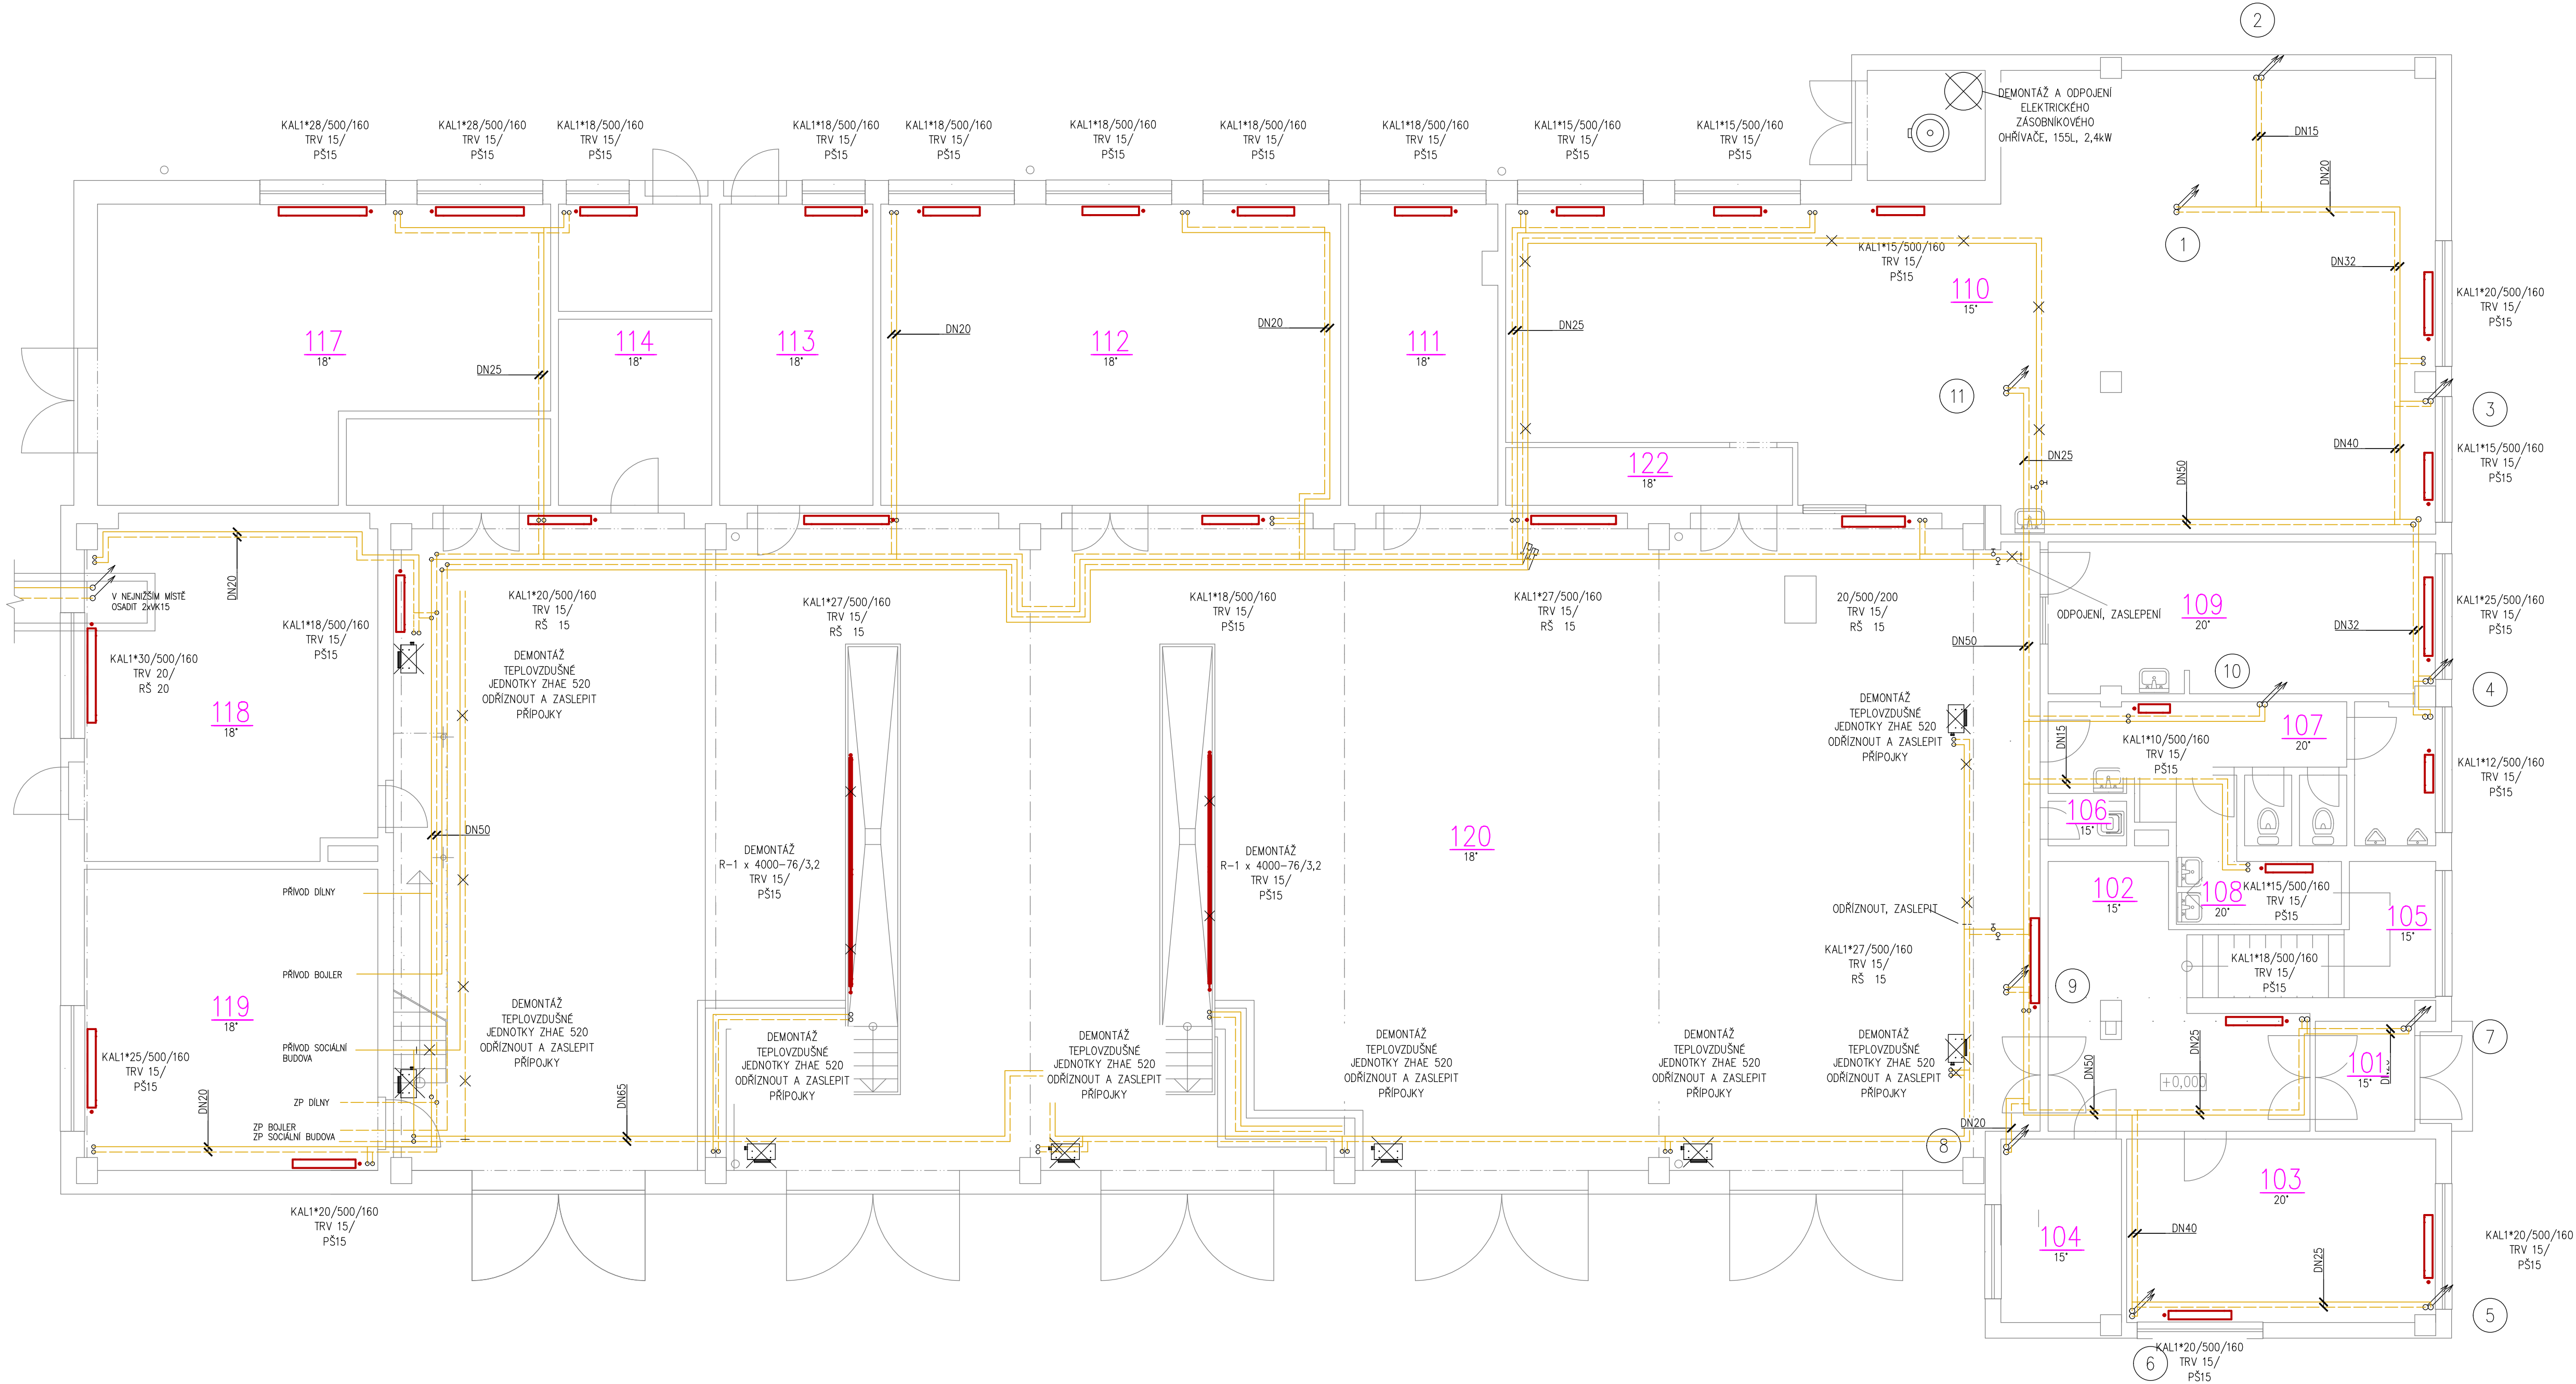 2
DEMONTÁŽ A ODPOJENÍ
ELEKTRICKÉHO
ZÁSOBNÍKOVÉHO
OHŘÍVAČE, 155L, 2,4kW
KAL1*28/500/160
TRV 15/
PŠ15
KAL1*28/500/160
TRV 15/
PŠ15
KAL1*18/500/160
TRV 15/
PŠ15
KAL1*18/500/160
TRV 15/
PŠ15
KAL1*18/500/160
TRV 15/
PŠ15
KAL1*18/500/160
TRV 15/
PŠ15
KAL1*18/500/160
TRV 15/
PŠ15
KAL1*18/500/160
TRV 15/
PŠ15
KAL1*15/500/160
TRV 15/
PŠ15
KAL1*15/500/160
TRV 15/
PŠ15
DN15
DN20
1
KAL1*15/500/160
TRV 15/
PŠ15
DN32
110
15°
KAL1*20/500/160
TRV 15/
PŠ15
117
18°
114
18°
113
18°
112
18°
111
18°
DN25
DN20
DN20
DN25
11
3
DN40
KAL1*15/500/160
TRV 15/
PŠ15
122
18°
DN25
DN50
DN20
V NEJNIŽŠÍM MÍSTĚ
OSADIT 2xVK15
KAL1*18/500/160
TRV 15/
PŠ15
KAL1*20/500/160
TRV 15/
RŠ 15
KAL1*27/500/160
TRV 15/
RŠ 15
KAL1*18/500/160
TRV 15/
PŠ15
KAL1*27/500/160
TRV 15/
RŠ 15
20/500/200
TRV 15/
RŠ 15
ODPOJENÍ, ZASLEPENÍ
109
20°
DN32
KAL1*25/500/160
TRV 15/
PŠ15
DN50
KAL1*30/500/160
TRV 20/
RŠ 20
DEMONTÁŽ
TEPLOVZDUŠNÉ
JEDNOTKY ZHAE 520
ODŘÍZNOUT A ZASLEPIT
PŘÍPOJKY
10
4
118
18°
DEMONTÁŽ
TEPLOVZDUŠNÉ
JEDNOTKY ZHAE 520
ODŘÍZNOUT A ZASLEPIT
PŘÍPOJKY
DN15
KAL1*10/500/160
TRV 15/
PŠ15
107
20°
KAL1*12/500/160
TRV 15/
PŠ15
DN50
106
15°
120
18°
DEMONTÁŽ
R-1 x 4000-76/3,2
TRV 15/
PŠ15
DEMONTÁŽ
R-1 x 4000-76/3,2
TRV 15/
PŠ15
PŘÍVOD DÍLNY
102
15°
108
20°
KAL1*15/500/160
TRV 15/
PŠ15
105
15°
ODŘÍZNOUT, ZASLEPIT
KAL1*27/500/160
TRV 15/
RŠ 15
KAL1*18/500/160
TRV 15/
PŠ15
PŘÍVOD BOJLER
9
119
18°
DEMONTÁŽ
TEPLOVZDUŠNÉ
JEDNOTKY ZHAE 520
ODŘÍZNOUT A ZASLEPIT
PŘÍPOJKY
DEMONTÁŽ
TEPLOVZDUŠNÉ
JEDNOTKY ZHAE 520
ODŘÍZNOUT A ZASLEPIT
PŘÍPOJKY
DEMONTÁŽ
TEPLOVZDUŠNÉ
JEDNOTKY ZHAE 520
ODŘÍZNOUT A ZASLEPIT
PŘÍPOJKY
DEMONTÁŽ
TEPLOVZDUŠNÉ
JEDNOTKY ZHAE 520
ODŘÍZNOUT A ZASLEPIT
PŘÍPOJKY
DEMONTÁŽ
TEPLOVZDUŠNÉ
JEDNOTKY ZHAE 520
ODŘÍZNOUT A ZASLEPIT
PŘÍPOJKY
DEMONTÁŽ
TEPLOVZDUŠNÉ
JEDNOTKY ZHAE 520
ODŘÍZNOUT A ZASLEPIT
PŘÍPOJKY
7
PŘÍVOD SOCIÁLNÍ
BUDOVA
KAL1*25/500/160
TRV 15/
PŠ15
DN50
DN25
+0,000
101
15°
ZP DÍLNY
DN20
DN65
ZP BOJLER
ZP SOCIÁLNÍ BUDOVA
DN20
8
103
20°
KAL1*20/500/160
TRV 15/
PŠ15
DN40
104
15°
DN25
KAL1*20/500/160
TRV 15/
PŠ15
5
6
KAL1*20/500/160
TRV 15/
PŠ15